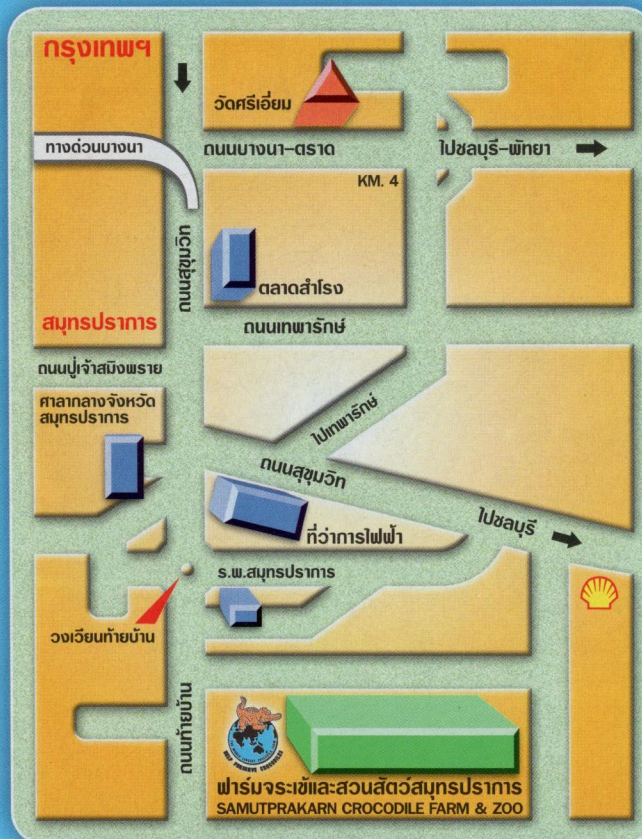 กรุงเทพฯ
วัดศรีเอี่ยม
ทางด่วนบางนา
ถนนบางนา-ตราด
ไปชลบุรี-พัทยา
KM. 4
ถนนสุขุมวิท
ตลาดสำโรง
สมุทรปราการ
ถนนเทพารักษ์
ถนนปู่เจ้าสมิงพราย
ศาลากลางจังหวัด
สมุทรปราการ
ไปเทพารักษ์
ถนนสุขุมวิท
ไปชลบุรี
ที่ว่าการไฟฟ้า
ร.พ.สมุทรปราการ
วงเวียนท้ายบ้าน
ถนนท้ายบ้าน
HELP PRESERVE CROCODILES
ฟาร์มจระเข้และสวนสัตว์สมุทรปราการ
SAMUTPRAKARN CROCODILE FARM & ZOO